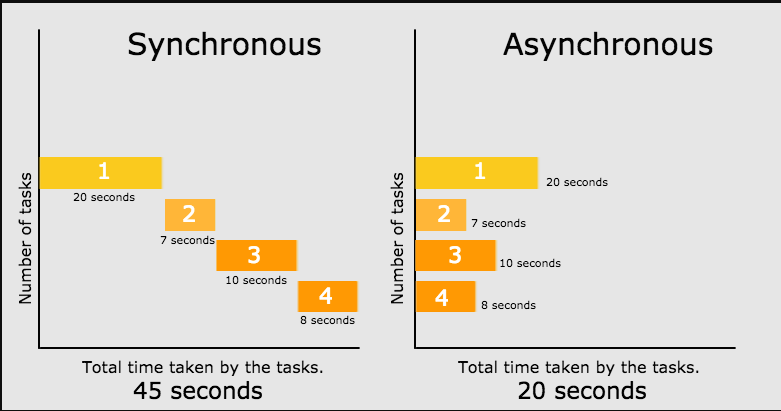 Synchronous
Number of tasks
1
20 seconds
2
7 seconds
3
10 seconds
4
8 seconds
Total time taken by the tasks.
45 seconds
Asynchronous
Number of tasks
1
20 seconds
2
7 seconds
3
10 seconds
4
8 seconds
Total time taken by the tasks.
20 seconds